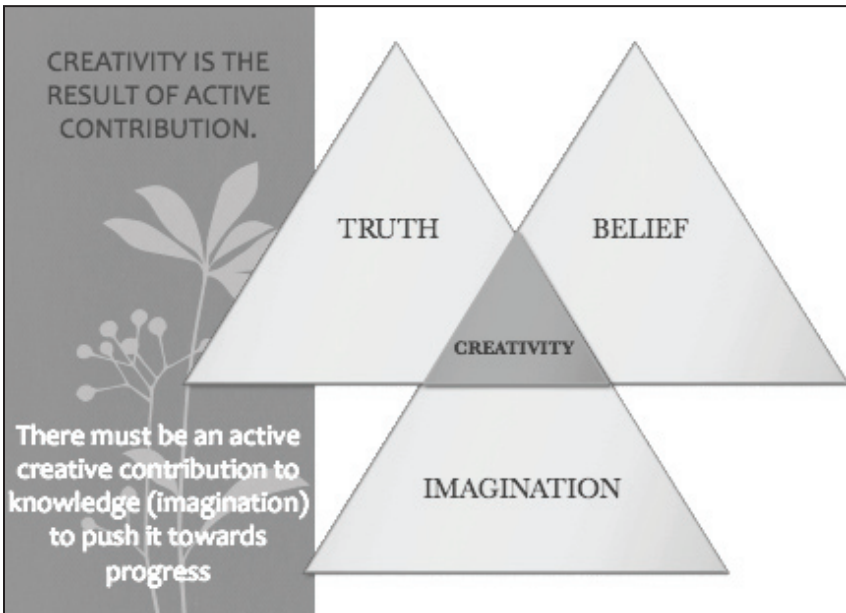 CREATIVITY IS THE
RESULT OF ACTIVE
CONTRIBUTION.
TRUTH
BELIEF
CREATIVITY
IMAGINATION
There must be an active
creative contribution to
knowledge (imagination)
to push it towards
progress